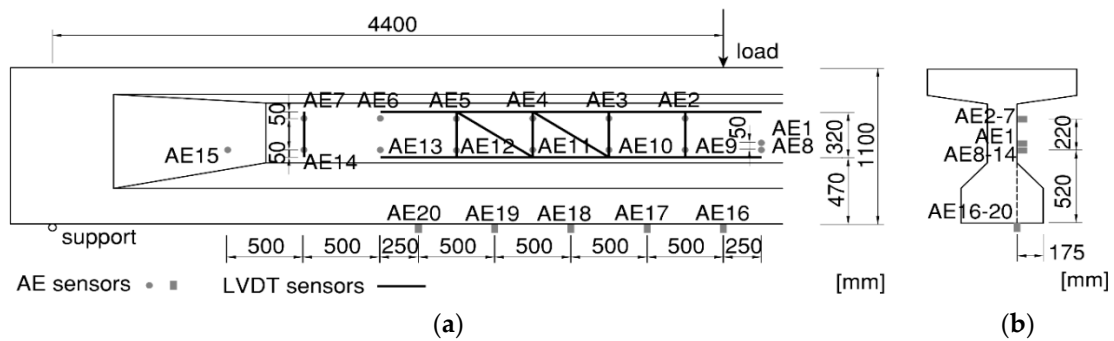 4400
load
AE7 AE6 AE5 AE4 AE3 AE2
50
50
50
AE1
AE15 AE14 AE13 AE12 AE11 AE10 AE9 AE8
320
470
1100
AE20 AE19 AE18 AE17 AE16
support
500 500 250 500 500 500 500 250
AE sensors LVDT sensors
[mm]
(a)
b)
AE2-7
AE1
AE8-14
220
520
AE16-20
175
[mm]
(b)